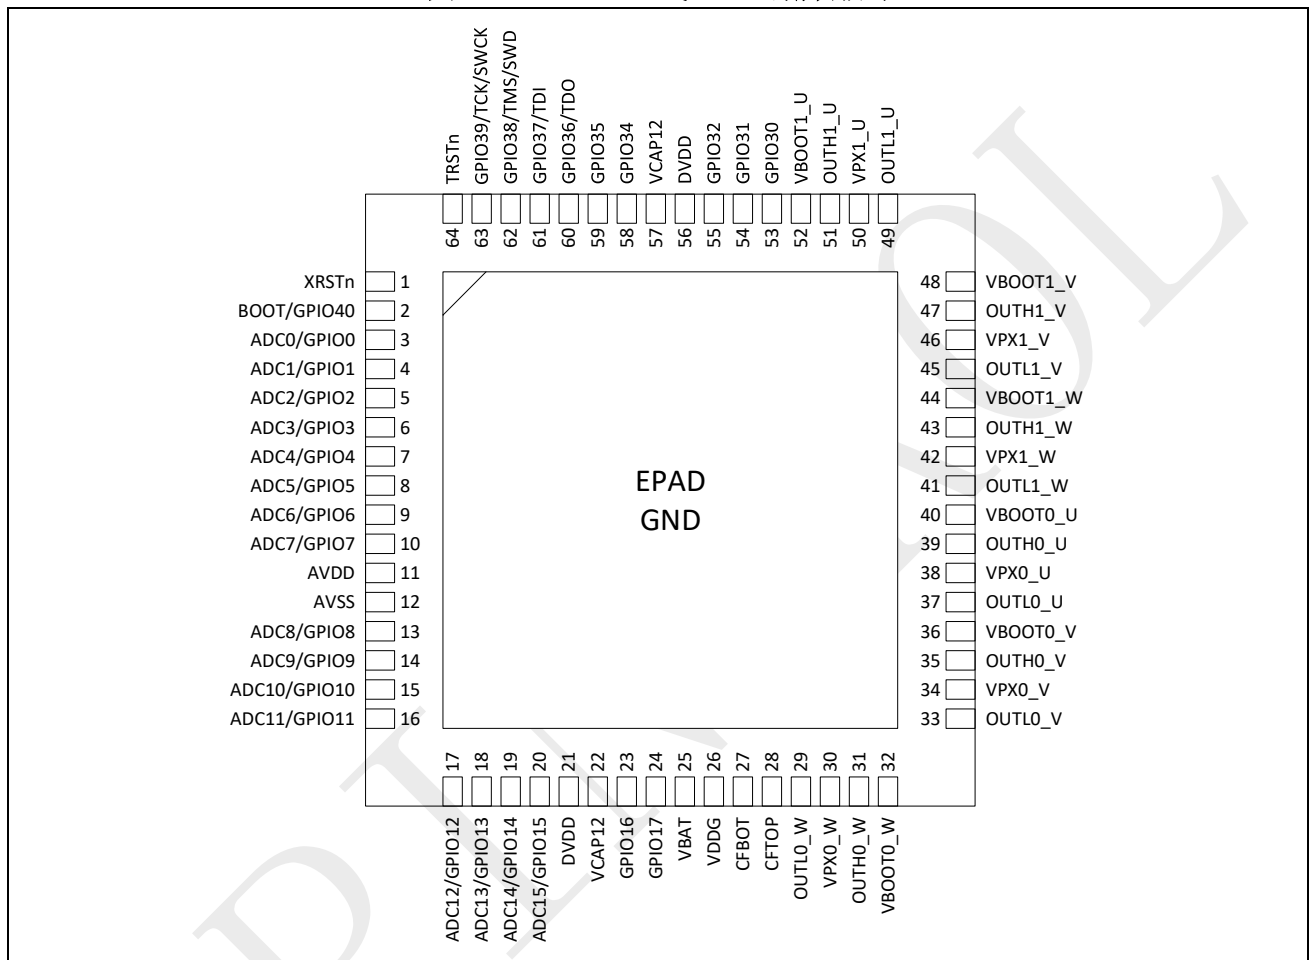 TRSTn
GPIO39/TCK/SWCK
GPIO38/TMS/SWD
GPIO37/TDI
GPIO36/TDO
GPIO35
GPIO34
VCAP12
DVDD
GPIO32
GPIO31
GPIO30
VBOOT1_U
OUTH1_U
VPX1_U
OUTL1_U
64
63
62
61
60
59
58
57
56
55
54
53
52
51
50
49
XRSTn 1
BOOT/GPIO40 2
ADC0/GPIO0 3
ADC1/GPIO1 4
ADC2/GPIO2 5
ADC3/GPIO3 6
ADC4/GPIO4 7
ADC5/GPIO5 8
ADC6/GPIO6 9
ADC7/GPIO7 10
AVDD 11
AVSS 12
ADC8/GPIO8 13
ADC9/GPIO9 14
ADC10/GPIO10 15
ADC11/GPIO11 16
EPAD
GND
48 VBOOT1_V
47 OUTH1_V
46 VPX1_V
45 OUTL1_V
44 VBOOT1_W
43 OUTH1_W
42 VPX1_W
41 OUTL1_W
40 VBOOT0_U
39 OUTH0_U
38 VPX0_U
37 OUTL0_U
36 VBOOT0_V
35 OUTH0_V
34 VPX0_V
33 OUTL0_V
17
18
19
20
21
22
23
24
25
26
27
28
29
30
31
32
ADC12/GPIO12
ADC13/GPIO13
ADC14/GPIO14
ADC15/GPIO15
DVDD
VCAP12
GPIO16
GPIO17
VBAT
VDDG
CFBOT
CFTOP
OUTL0_W
VPX0_W
OUTH0_W
VBOOT0_W